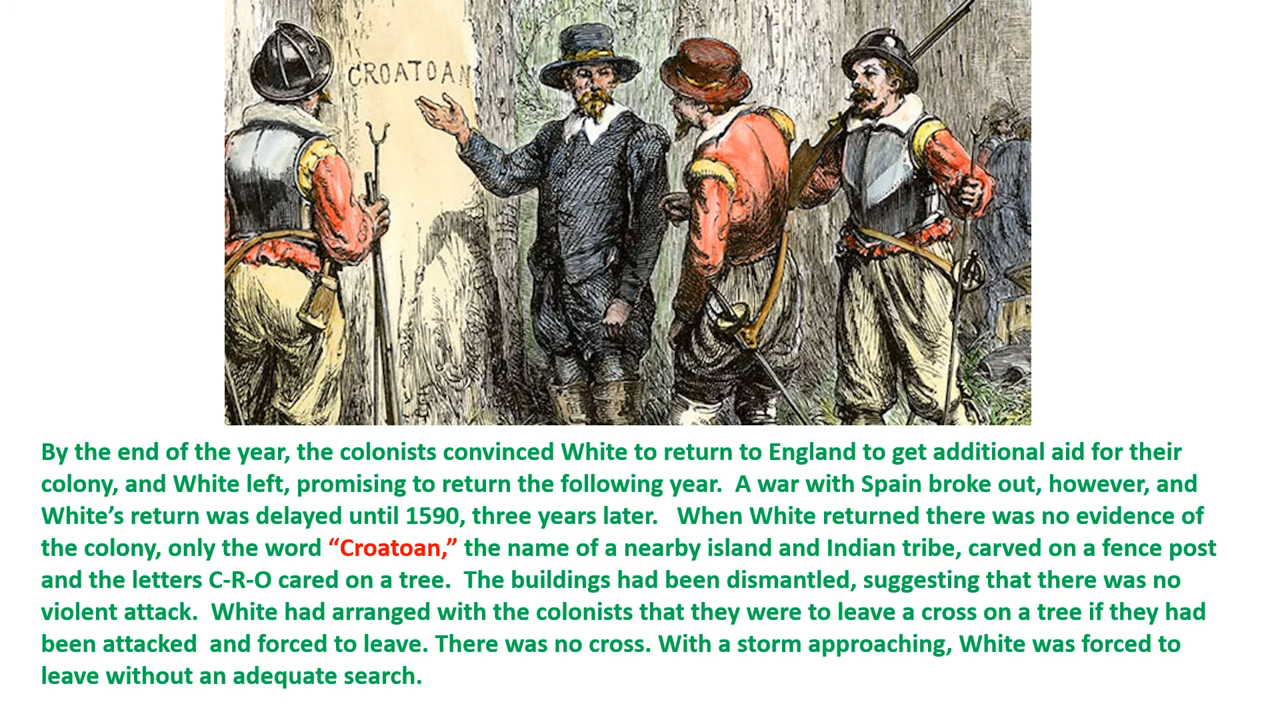 CROATOAN
By the end of the year, the colonists convinced White to return to England to get additional aid for their
colony, and White left, promising to return the following year.  A war with Spain broke out, however, and
White’s return was delayed until 1590, three years later.   When White returned there was no evidence of
the colony, only the word “Croatoan,” the name of a nearby island and Indian tribe, carved on a fence post
and the letters C-R-O cared on a tree.  The buildings had been dismantled, suggesting that there was no
violent attack.  White had arranged with the colonists that they were to leave a cross on a tree if they had
been attacked  and forced to leave. There was no cross. With a storm approaching, White was forced to
leave without an adequate search.